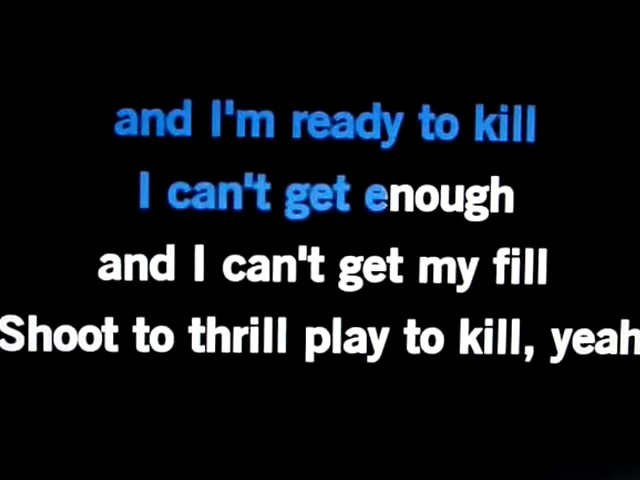 and I'm ready to kill
I can't get enough
and I can't get my fill
Shoot to thrill play to kill, yeah